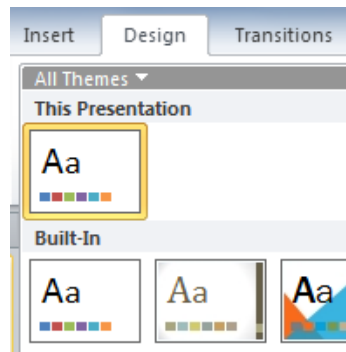 Insert Design Transitions
All Themes
This Presentation
Aa
Built-In
Aa Aa Aa